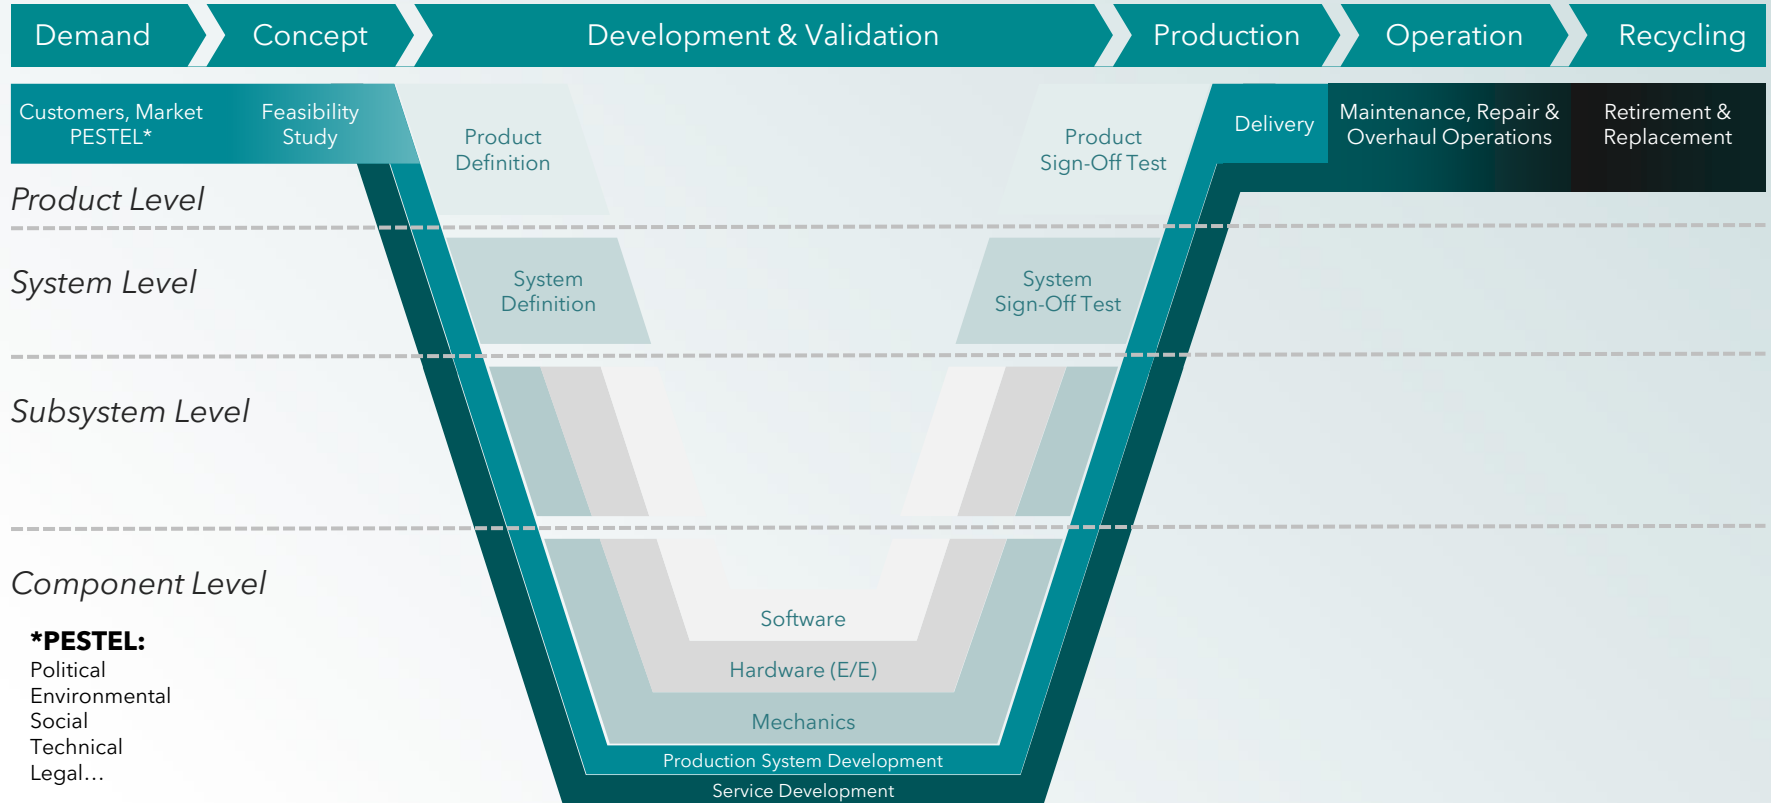 Demand
Concept
Development & Validation
Production
Operation
Recycling
Customers, Market
PESTEL*
Feasibility
Study
Product
Definition
Product
Sign-Off Test
Delivery
Maintenance, Repair &
Overhaul Operations
Retirement &
Replacement
Product Level
System Level
System
Definition
System
Sign-Off Test
Subsystem Level
Component Level
Software
Hardware (E/E)
Mechanics
Production System Development
Service Development
*PESTEL:
Political
Environmental
Social
Technical
Legal…